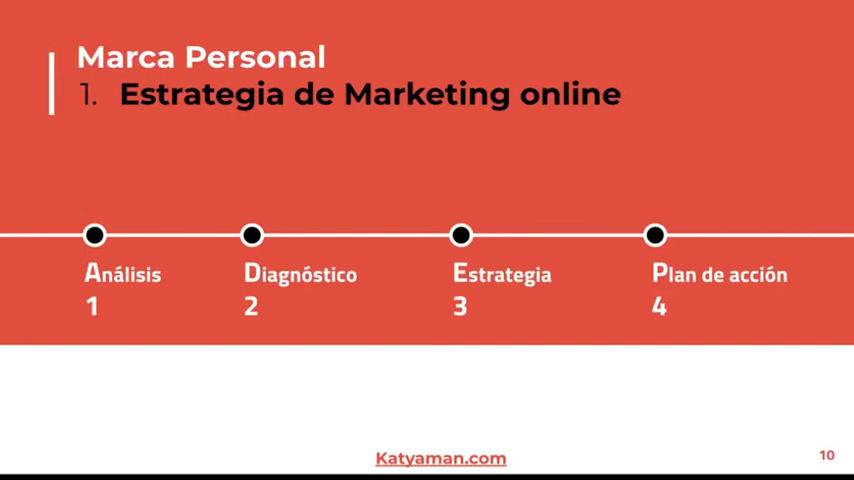 Marca Personal
1. Estrategia de Marketing online
Análisis
1
Diagnóstico
2
Estrategia
3
Plan de acción
4
Katyaman.com
10